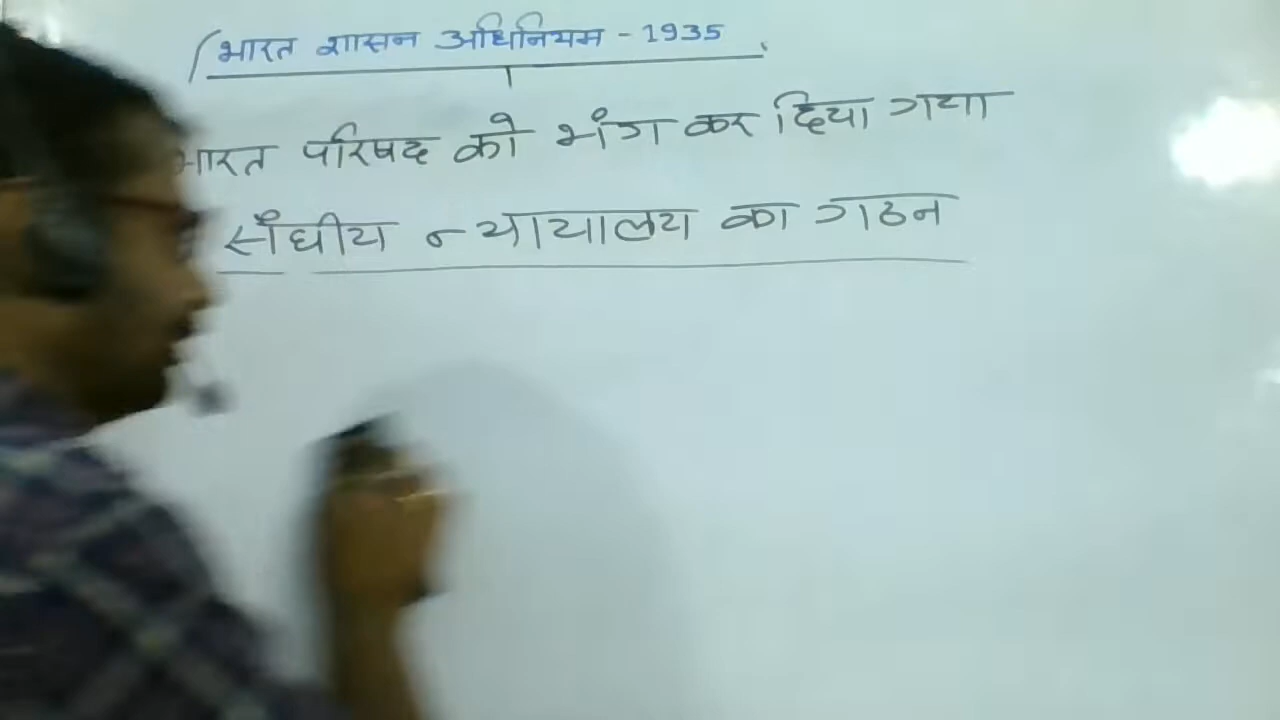 भारत शासन अधिनियम - 1935
भारत परिषद को भंग कर दिया गया
संघीय न्यायालय का गठन